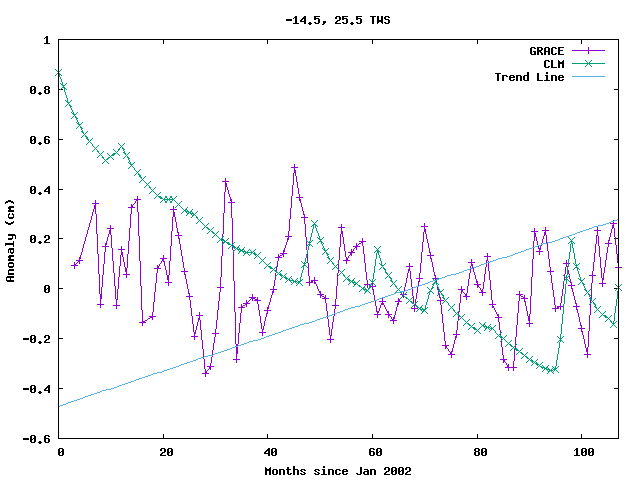 -14.5, 25.5 TWS
GRACE
CLM
Trend Line
Anomaly (cm)
1
0.8
0.6
0.4
0.2
0
-0.2
-0.4
-0.6
0 20 40 60 80 100
Months since Jan 2002